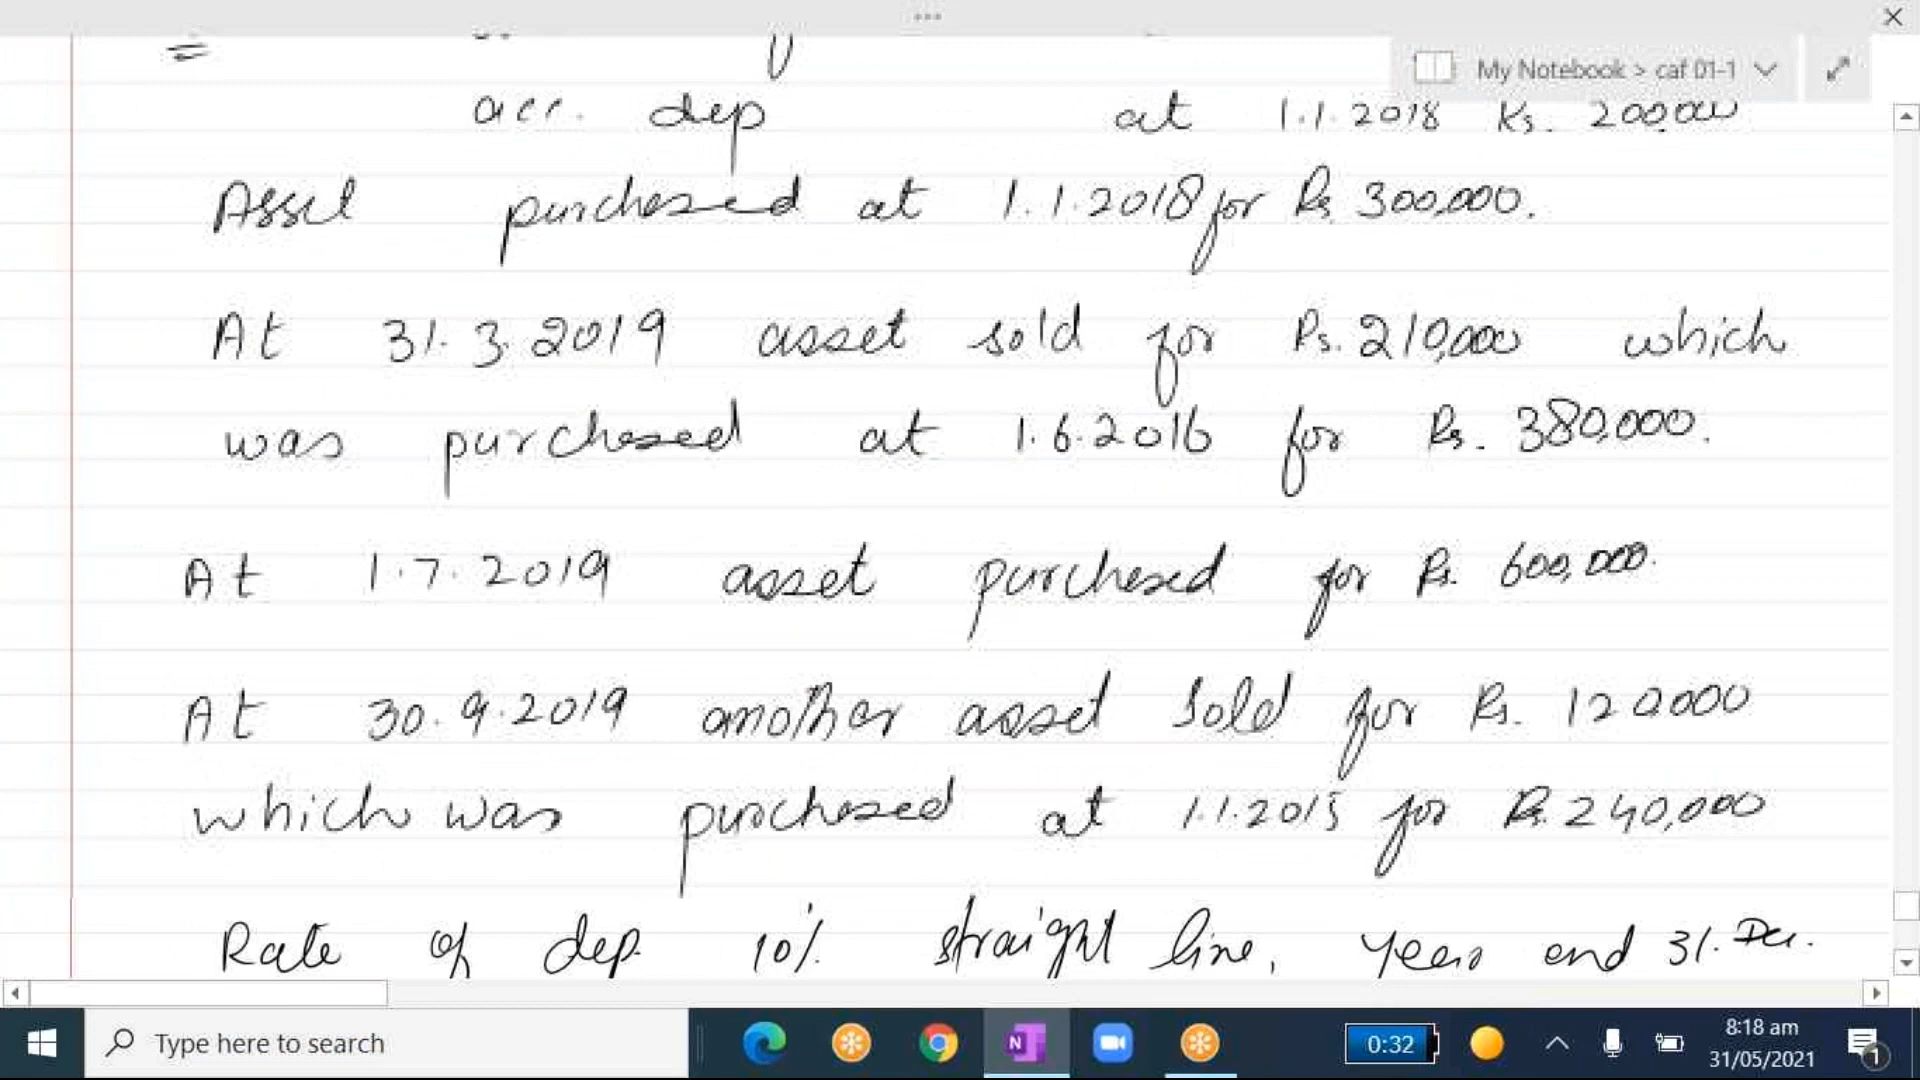 My Notebook > caf 01-1
=
acc. dep at 1.1.2018 Rs. 200,000
Asset purchased at 1.1.2018 for Rs. 300,000.
At 31.3.2019 asset sold for Rs. 210,000 which
was purchased at 1.6.2016 for Rs. 380,000.
At 1.7.2019 asset purchased for Rs. 600,000.
At 30.9.2019 another asset sold for Rs. 120000
which was purchased at 1.1.2015 for Rs. 240,000
Rate of dep. 10% straight line, Years end 31. Dec.
Type here to search
0:32
8:18 am
31/05/2021
1